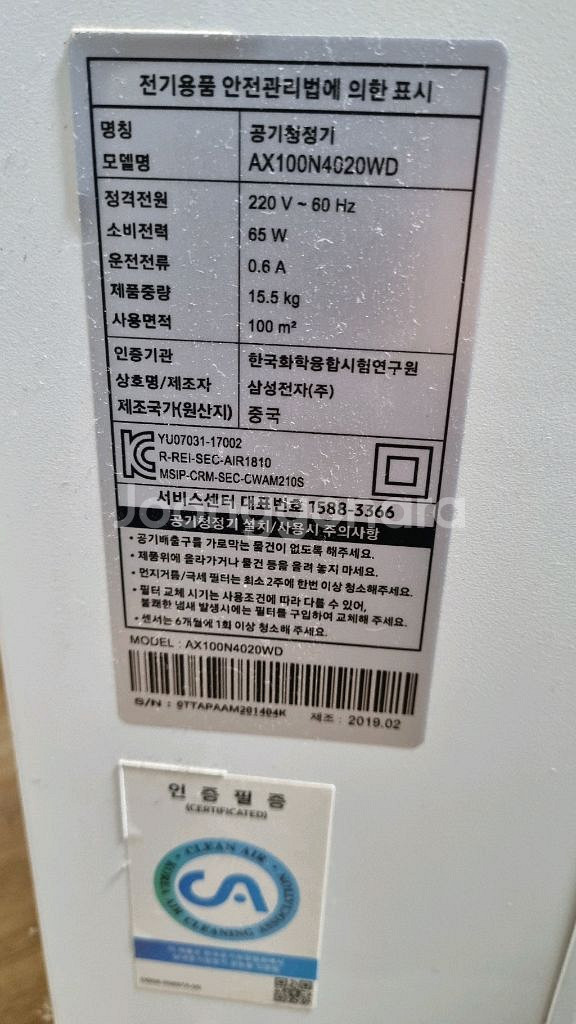 전기용품 안전관리법에 의한 표시
명칭 공기청정기
모델명 AX100N4020WD
정격전원 220 V ~ 60 Hz
소비전력 65 W
운전전류 0.6 A
제품중량 15.5 kg
사용면적 100 m²
인증기관 한국화학융합시험연구원
상호명/제조자 삼성전자(주)
제조국가(원산지) 중국
YU07031-17002
R-REI-SEC-AIR1810
MSIP-CRM-SEC-CWAM210S
서비스센터 대표번호 1588-3366
Joonggonara
공기청정기 설치/사용시 주의사항
• 공기배출구를 가로막는 물건이 없도록 해주세요.
• 제품위에 올라가거나 물건 등을 올려 놓지 마세요.
• 먼지거름/극세 필터는 최소 2주에 한번 이상 청소해주세요.
• 필터 교체 시기는 사용조건에 따라 다를 수 있어,
불쾌한 냄새 발생시에는 필터를 구입하여 교체해 주세요.
• 센서는 6개월에 1회 이상 청소해 주세요.
MODEL : AX100N4020WD
S/N : 0TTAPAAM201404K 제조 : 2019.02
인 증 필 증
(CERTIFICATED)
CLEAN AIR
CA
KOREA AIR CLEANING ASSOCIATION